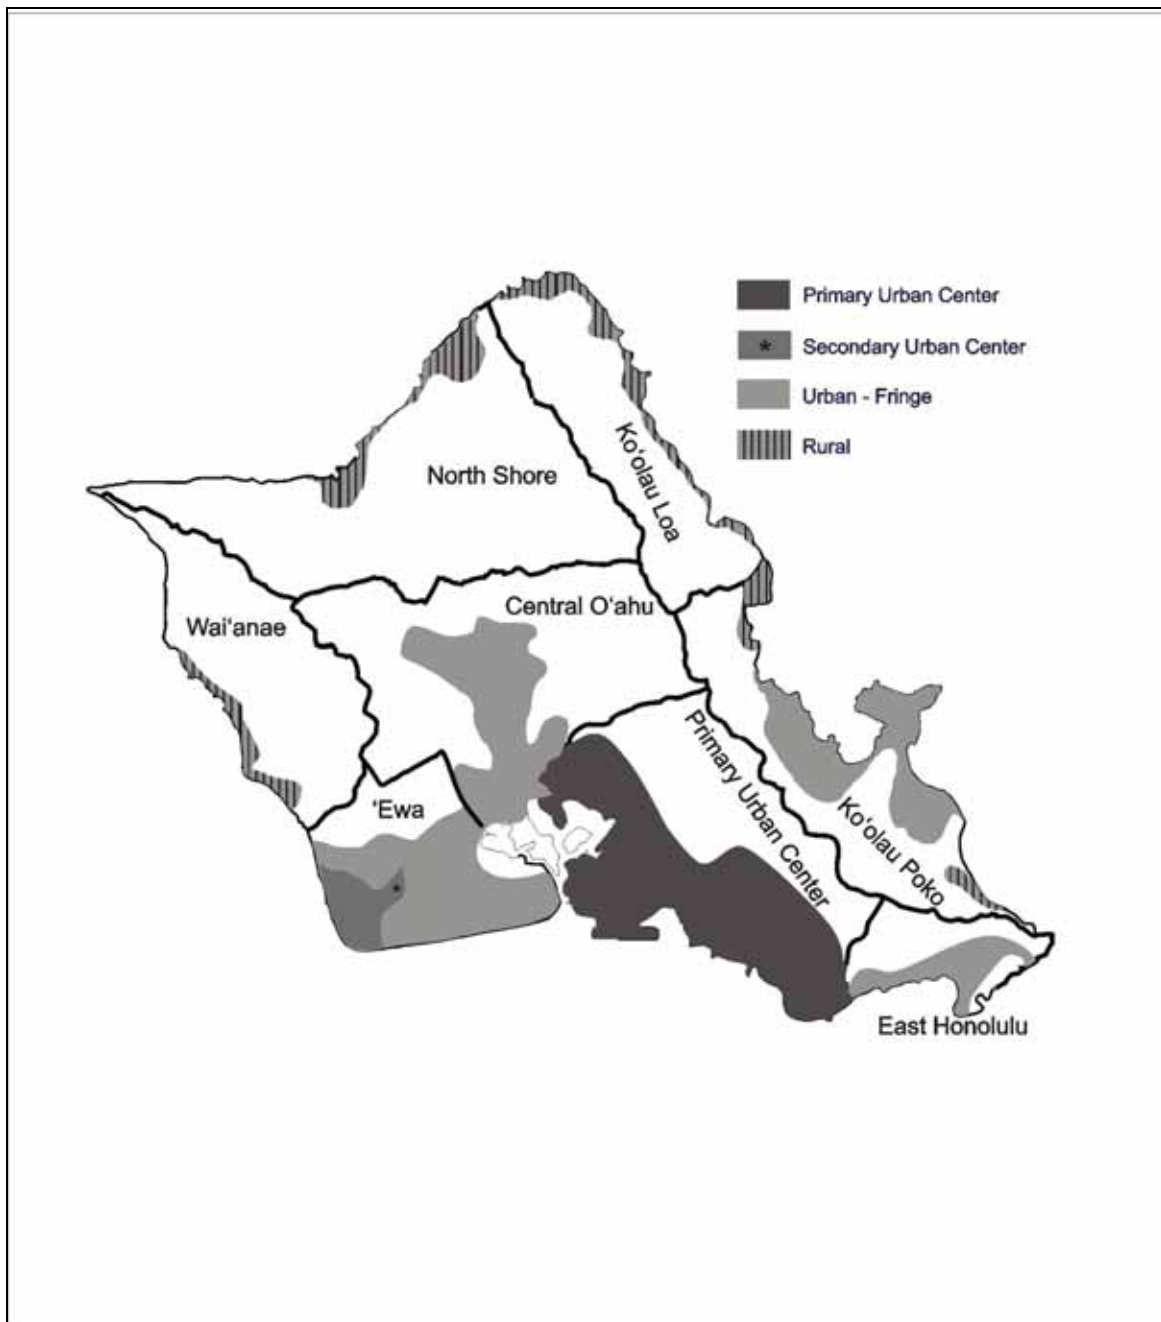 Primary Urban Center
* Secondary Urban Center
Urban - Fringe
Rural
North Shore
Ko‘olau Loa
Central O‘ahu
Wai‘anae
Primary Urban Center
‘Ewa
Ko‘olau Poko
*
East Honolulu